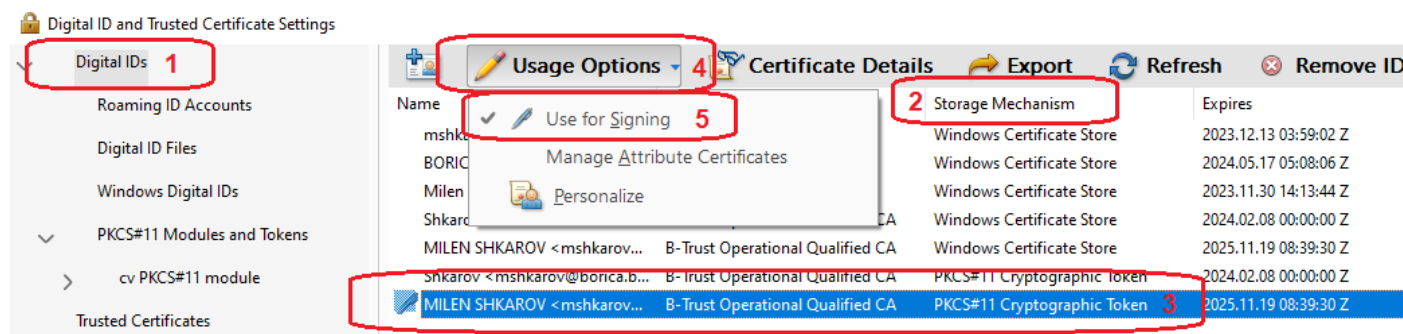 Digital ID and Trusted Certificate Settings
Digital IDs 1
Roaming ID Accounts
Digital ID Files
Windows Digital IDs
PKCS#11 Modules and Tokens
cv PKCS#11 module
Trusted Certificates
Usage Options 4 Certificate Details Export Refresh Remove ID
Name 2 Storage Mechanism Expires
Use for Signing 5
Manage Attribute Certificates
Personalize
mshka Windows Certificate Store 2023.12.13 03:59:02 Z
BORIC Windows Certificate Store 2024.05.17 05:08:06 Z
Milen Windows Certificate Store 2023.11.30 14:13:44 Z
Shkaro CA Windows Certificate Store 2024.02.08 00:00:00 Z
MILEN SHKAROV <mshkarov... B-Trust Operational Qualified CA Windows Certificate Store 2025.11.19 08:39:30 Z
Shkarov <mshkarov@borica.b... B-Trust Operational Qualified CA PKCS#11 Cryptographic Token 2024.02.08 00:00:00 Z
MILEN SHKAROV <mshkarov... B-Trust Operational Qualified CA PKCS#11 Cryptographic Token 3 2025.11.19 08:39:30 Z